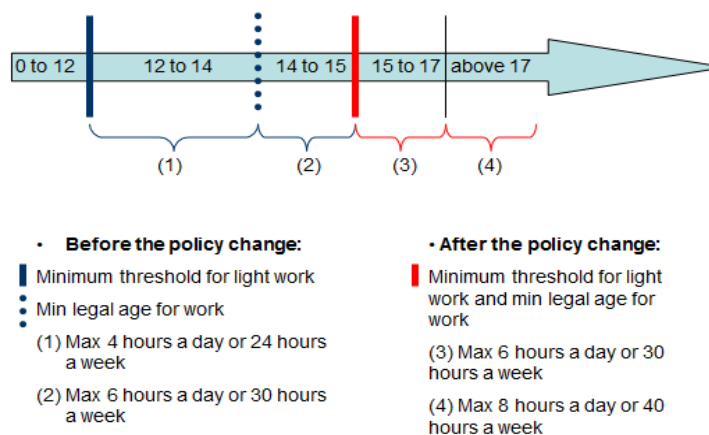 0 to 12 12 to 14 14 to 15 15 to 17 above 17
(1) (2) (3) (4)
• Before the policy change:
Minimum threshold for light work
Min legal age for work
(1) Max 4 hours a day or 24 hours
a week
(2) Max 6 hours a day or 30 hours
a week
• After the policy change:
Minimum threshold for light
work and min legal age for
work
(3) Max 6 hours a day or 30
hours a week
(4) Max 8 hours a day or 40
hours a week